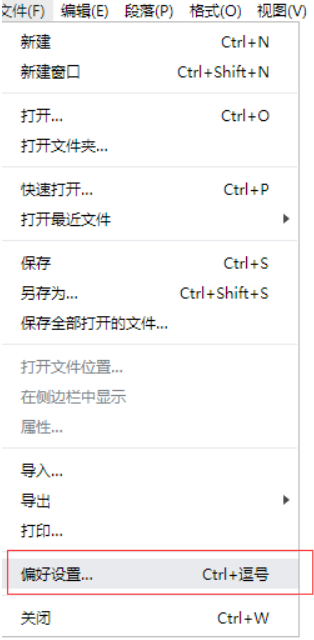 文件(F) 编辑(E) 段落(P) 格式(O) 视图(V)
新建 Ctrl+N
新建窗口 Ctrl+Shift+N
打开... Ctrl+O
打开文件夹...
快速打开... Ctrl+P
打开最近文件
保存 Ctrl+S
另存为... Ctrl+Shift+S
保存全部打开的文件...
打开文件位置...
在侧边栏中显示
属性...
导入...
导出
打印...
偏好设置... Ctrl+逗号
关闭 Ctrl+W